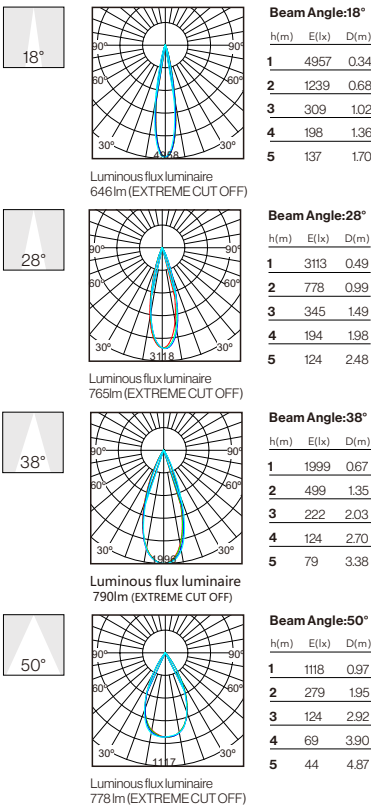 18°
90°
90°
30°
30°
4958
Luminous flux luminaire
646 lm (EXTREME CUT OFF)
Beam Angle:18°
h(m) E(lx) D(m)
1 4957 0.34
2 1239 0.68
3 309 1.02
4 198 1.36
5 137 1.70
28°
90°
90°
60°
60°
30°
30°
3118
Luminous flux luminaire
765lm (EXTREME CUT OFF)
Beam Angle:28°
h(m) E(lx) D(m)
1 3113 0.49
2 778 0.99
3 345 1.49
4 194 1.98
5 124 2.48
38°
90°
90°
60°
60°
30°
30°
1996
Luminous flux luminaire
790lm (EXTREME CUT OFF)
Beam Angle:38°
h(m) E(lx) D(m)
1 1999 0.67
2 499 1.35
3 222 2.03
4 124 2.70
5 79 3.38
50°
90°
90°
60°
60°
30°
30°
1117
Luminous flux luminaire
778 lm (EXTREME CUT OFF)
Beam Angle:50°
h(m) E(lx) D(m)
1 1118 0.97
2 279 1.95
3 124 2.92
4 69 3.90
5 44 4.87